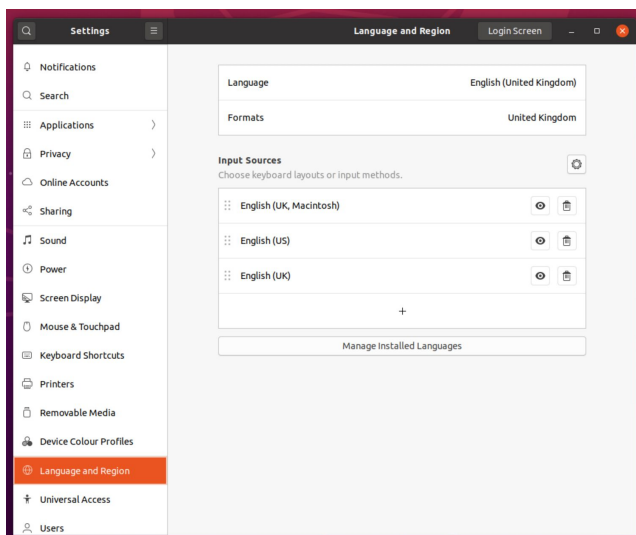 Settings
Language and Region
Login Screen
Notifications
Search
Applications
Privacy
Online Accounts
Sharing
Sound
Power
Screen Display
Mouse & Touchpad
Keyboard Shortcuts
Printers
Removable Media
Device Colour Profiles
Language and Region
Universal Access
Users
Language English (United Kingdom)
Formats United Kingdom
Input Sources
Choose keyboard layouts or input methods.
English (UK, Macintosh)
English (US)
English (UK)
+
Manage Installed Languages